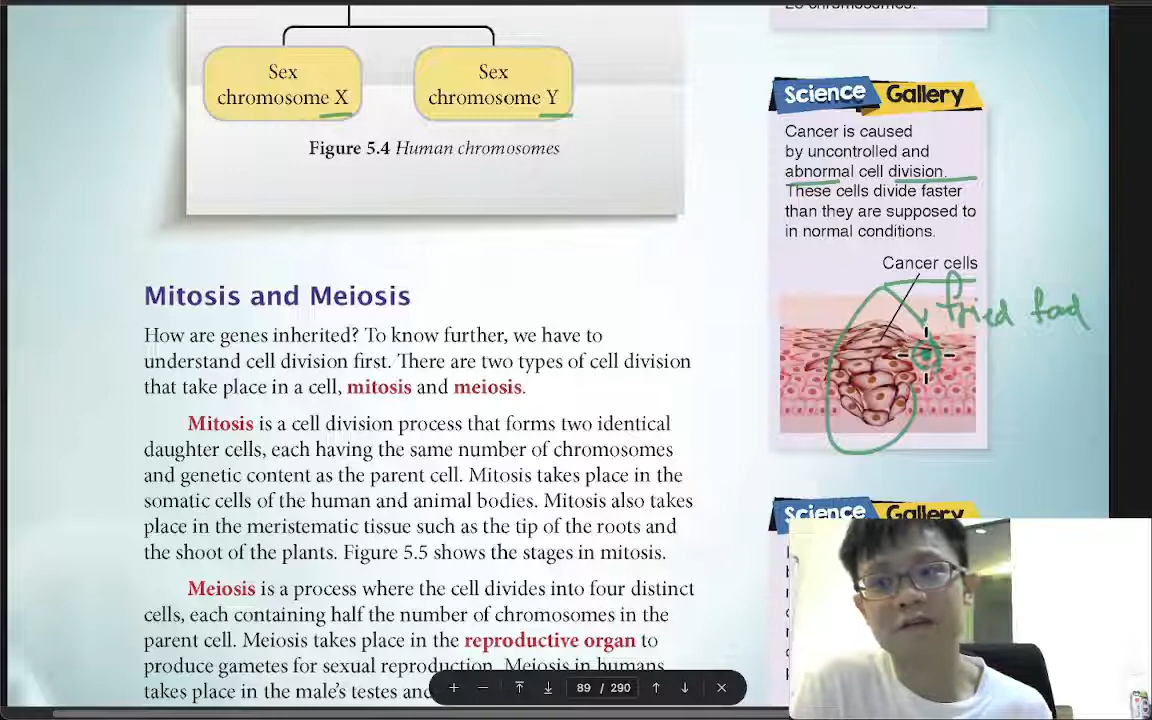 Sex
chromosome X
Sex
chromosome Y
Figure 5.4 Human chromosomes
Mitosis and Meiosis
How are genes inherited? To know further, we have to
understand cell division first. There are two types of cell division
that take place in a cell, mitosis and meiosis.
Mitosis is a cell division process that forms two identical
daughter cells, each having the same number of chromosomes
and genetic content as the parent cell. Mitosis takes place in the
somatic cells of the human and animal bodies. Mitosis also takes
place in the meristematic tissue such as the tip of the roots and
the shoot of the plants. Figure 5.5 shows the stages in mitosis.
Meiosis is a process where the cell divides into four distinct
cells, each containing half the number of chromosomes in the
parent cell. Meiosis takes place in the reproductive organ to
produce gametes for sexual reproduction. Meiosis in humans
takes place in the male's testes and
chromosomes.
Science Gallery
Cancer is caused
by uncontrolled and
abnormal cell division.
These cells divide faster
than they are supposed to
in normal conditions.
Cancer cells
fried food
Science Gallery
89 / 290